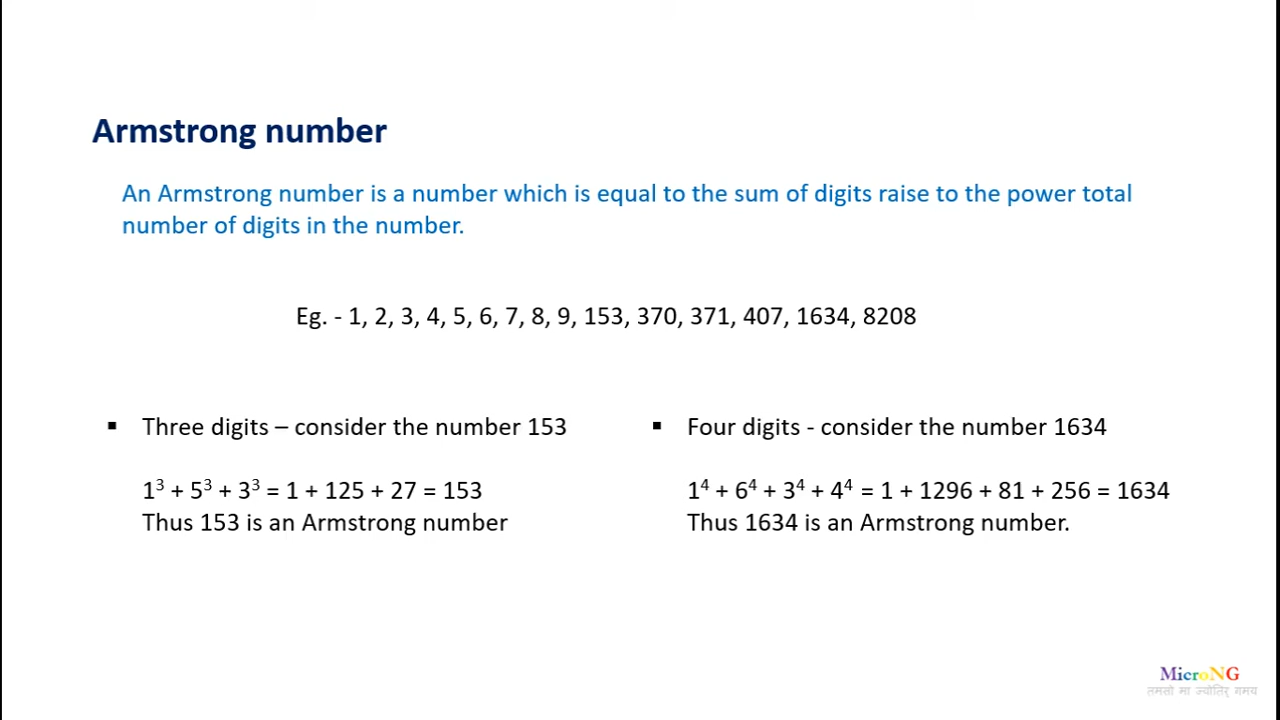 Armstrong number
An Armstrong number is a number which is equal to the sum of digits raise to the power total
number of digits in the number.
Eg. - 1, 2, 3, 4, 5, 6, 7, 8, 9, 153, 370, 371, 407, 1634, 8208
▪ Three digits – consider the number 153
1³ + 5³ + 3³ = 1 + 125 + 27 = 153
Thus 153 is an Armstrong number
▪ Four digits - consider the number 1634
1⁴ + 6⁴ + 3⁴ + 4⁴ = 1 + 1296 + 81 + 256 = 1634
Thus 1634 is an Armstrong number.
MicroNG
तमसो मा ज्योतिर् गमय